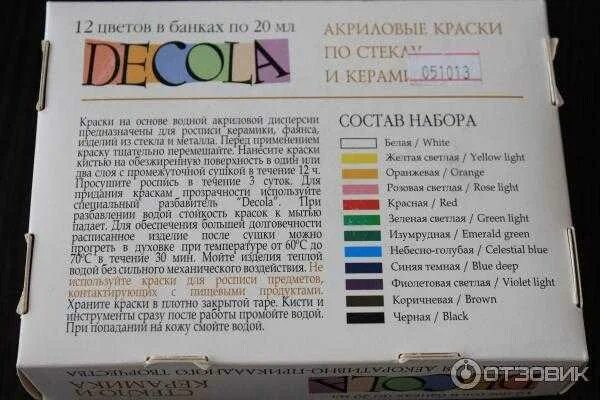 12 цветов в банках по 20 мл
DECOLA
АКРИЛОВЫЕ КРАСКИ
ПО СТЕКЛУ
И КЕРАМИ
051013
Краски на основе водной акриловой дисперсии
предназначены для росписи керамики, фаянса,
изделий из стекла и металла. Перед применением
краску тщательно перемешайте. Нанесите краски
кистью на обезжиренную поверхность в один или
два слоя с промежуточной сушкой в течение 12 ч.
Просушите роспись в течение 3 суток. Для
придания краскам прозрачности используйте
специальный разбавитель "Decola". При
разбавлении водой стойкость красок к мытью
падает. Для обеспечения большей долговечности
расписанное изделие после сушки можно
прогреть в духовке при температуре от 60°С до
70°С в течение 30 мин. Мойте изделия теплой
водой без сильного механического воздействия. Не
используйте краски для росписи предметов,
контактирующих с пищевыми продуктами.
Храните краски в плотно закрытой таре. Кисти и
инструменты сразу после работы промойте водой.
При попадании на кожу смойте водой.
СОСТАВ НАБОРА
Белая / White
Желтая светлая / Yellow light
Оранжевая / Orange
Розовая светлая / Rose light
Красная / Red
Зеленая светлая / Green light
Изумрудная / Emerald green
Небесно-голубая / Celestial blue
Синяя темная / Blue deep
Фиолетовая светлая / Violet light
Коричневая / Brown
Черная / Black
ДЕКОРАТИВНО-ПРИКЛАДНОГО ТВОРЧЕСТВА
СТЕКЛО И
КЕРАМИКА
COLA
ОТЗОВИК